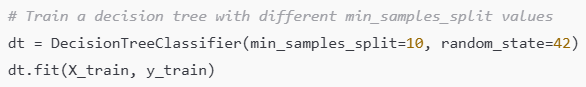 # Train a decision tree with different min_samples_split values
dt = DecisionTreeClassifier(min_samples_split=10, random_state=42)
dt.fit(X_train, y_train)